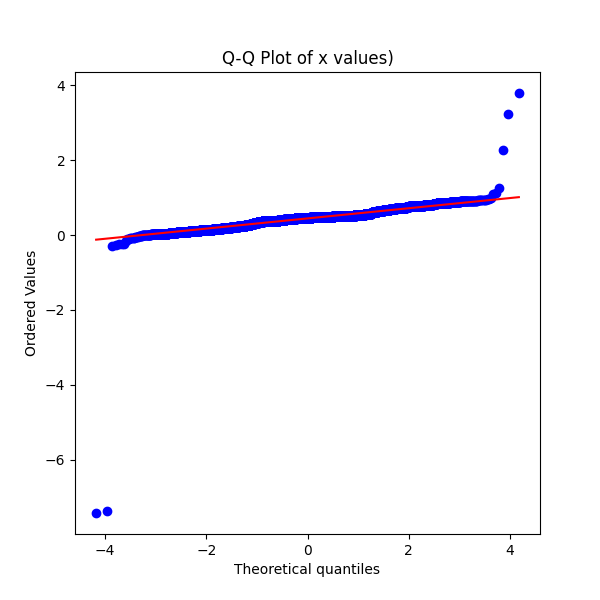 Q-Q Plot of x values)
4
2
0
−2
−4
−6
Ordered Values
−4 −2 0 2 4
Theoretical quantiles